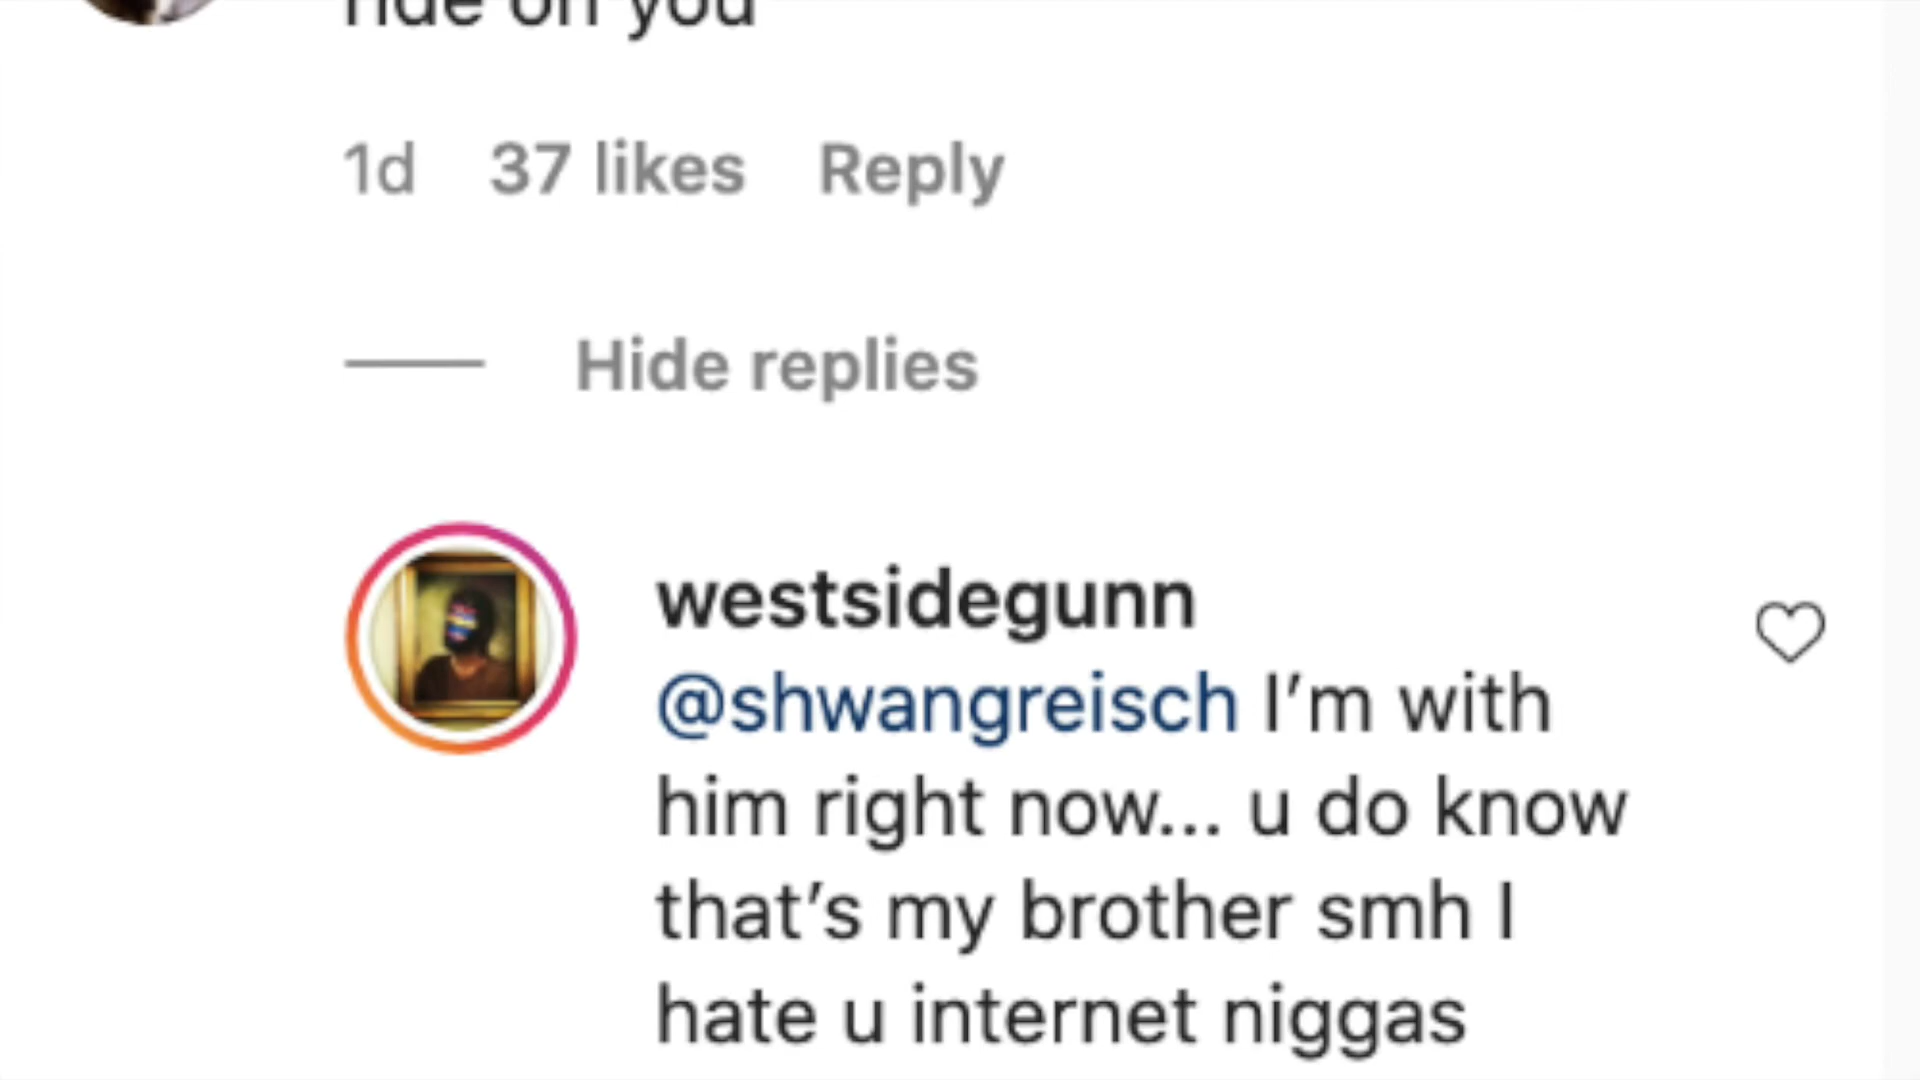 ride on you
1d 37 likes Reply
Hide replies
westsidegunn
@shwangreisch I’m with
him right now... u do know
that’s my brother smh I
hate u internet niggas